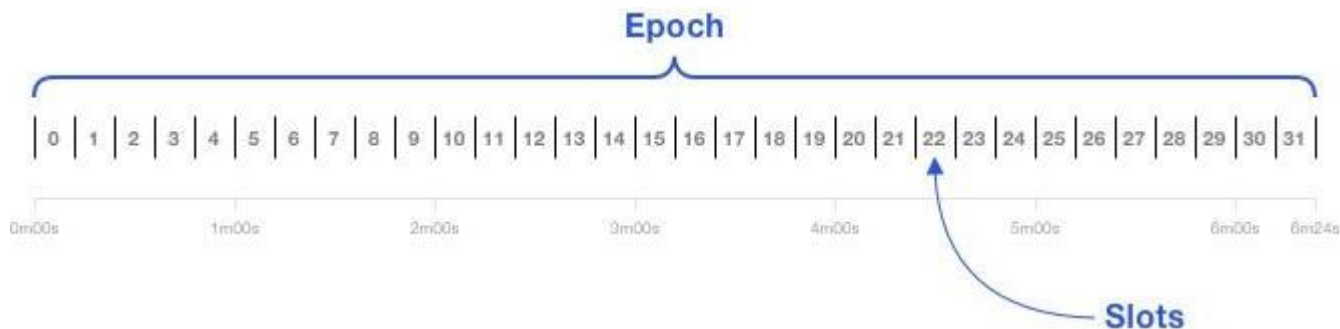 Epoch
0 1 2 3 4 5 6 7 8 9 10 11 12 13 14 15 16 17 18 19 20 21 22 23 24 25 26 27 28 29 30 31
0m00s 1m00s 2m00s 3m00s 4m00s 5m00s 6m00s 6m24s
Slots